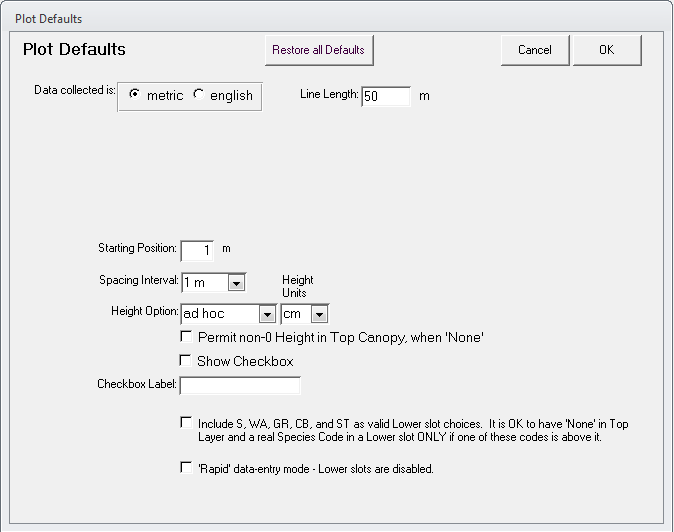 Plot Defaults
Plot Defaults
Restore all Defaults
Cancel
OK
Data collected is:
metric
english
Line Length:
50
m
Starting Position:
1
m
Spacing Interval:
1 m
Height
Units
Height Option:
ad hoc
cm
Permit non-0 Height in Top Canopy, when 'None'
Show Checkbox
Checkbox Label:
Include S, WA, GR, CB, and ST as valid Lower slot choices.  It is OK to have 'None' in Top
Layer and a real Species Code in a Lower slot ONLY if one of these codes is above it.
'Rapid' data-entry mode - Lower slots are disabled.